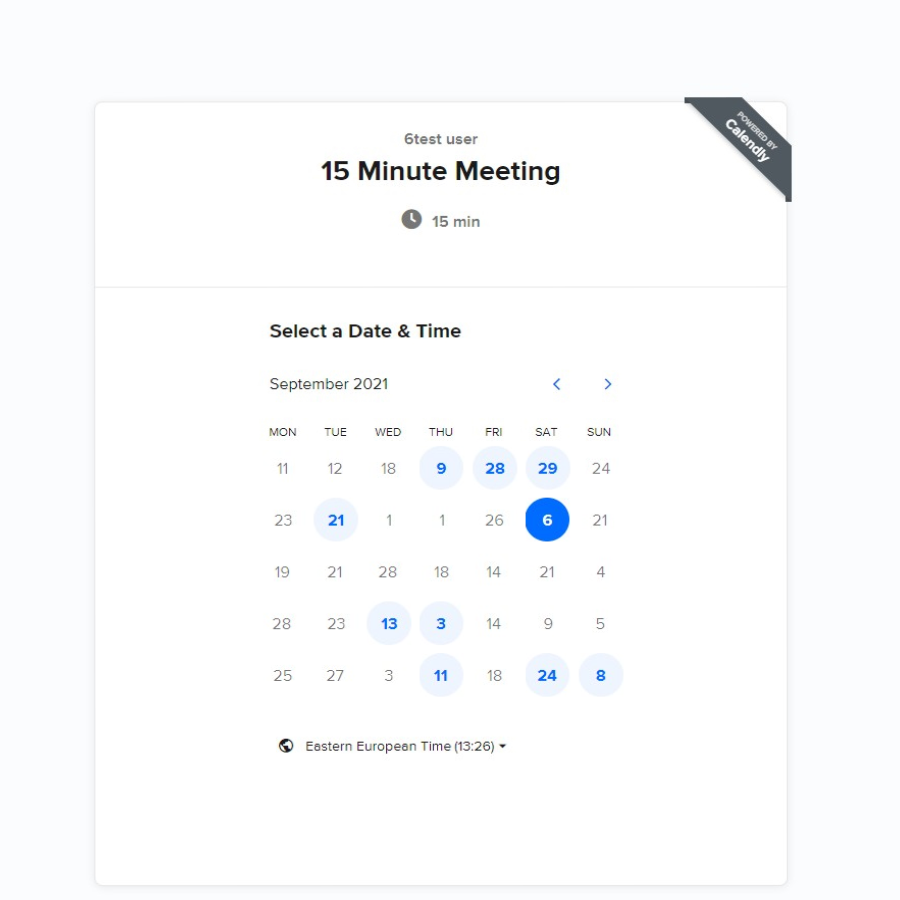 POWERED BY
Calendly
6test user
15 Minute Meeting
15 min
Select a Date & Time
September 2021
MON TUE WED THU FRI SAT SUN
11 12 18 9 28 29 24
23 21 1 1 26 6 21
19 21 28 18 14 21 4
28 23 13 3 14 9 5
25 27 3 11 18 24 8
Eastern European Time (13:26)